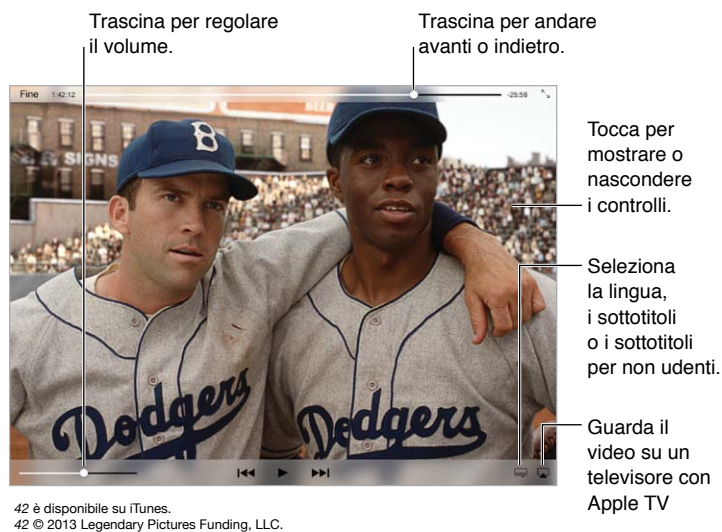 Trascina per regolare
il volume.
Trascina per andare
avanti o indietro.
Fine 1:42:12 -25:58
B
SIGNS
Dodgers
Dodgers
Tocca per
mostrare o
nascondere
i controlli.
Seleziona
la lingua,
i sottotitoli
o i sottotitoli
per non udenti.
Guarda il
video su un
televisore con
Apple TV
42 è disponibile su iTunes.
42 © 2013 Legendary Pictures Funding, LLC.